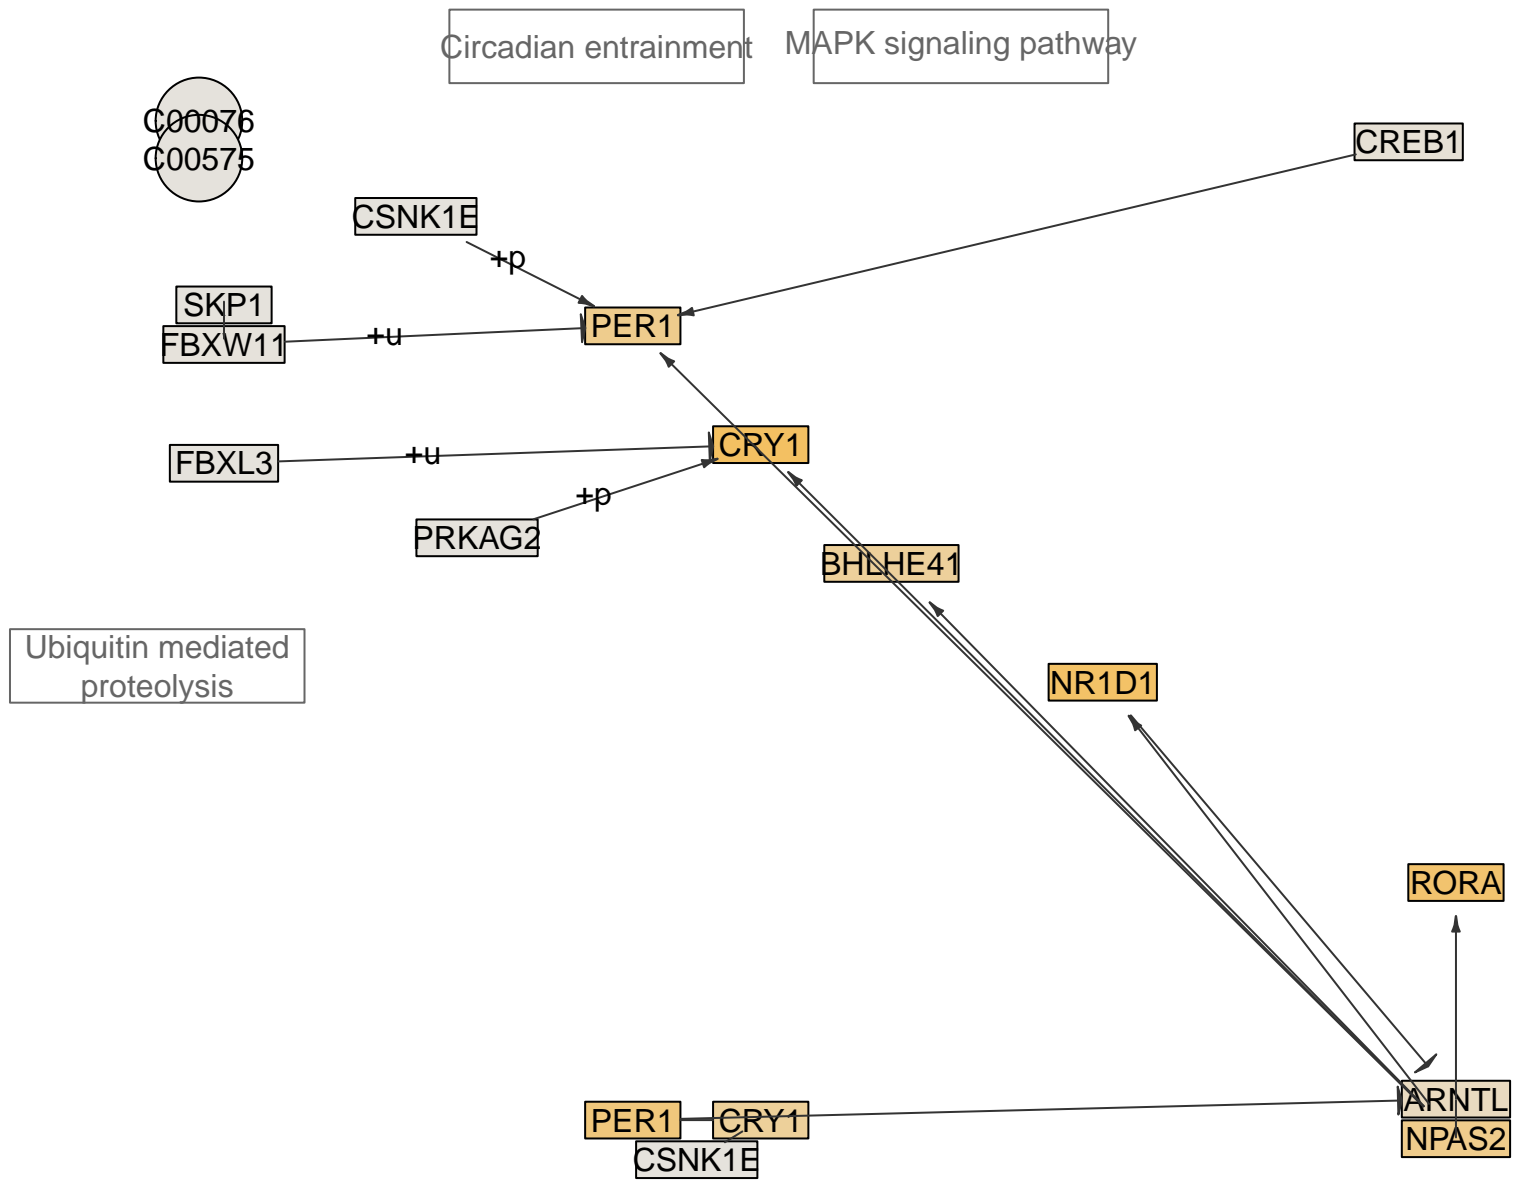 Circadian entrainment
MAPK signaling pathway
C00076
CREB1
C00575
CSNK1E
+p
SKP1
PER1
FBXW11
+u
CRY1
FBXL3
+u
+p
PRKAG2
BHLHE41
Ubiquitin mediated
proteolysis
NR1D1
RORA
ARNTL
PER1
CRY1
NPAS2
CSNK1E